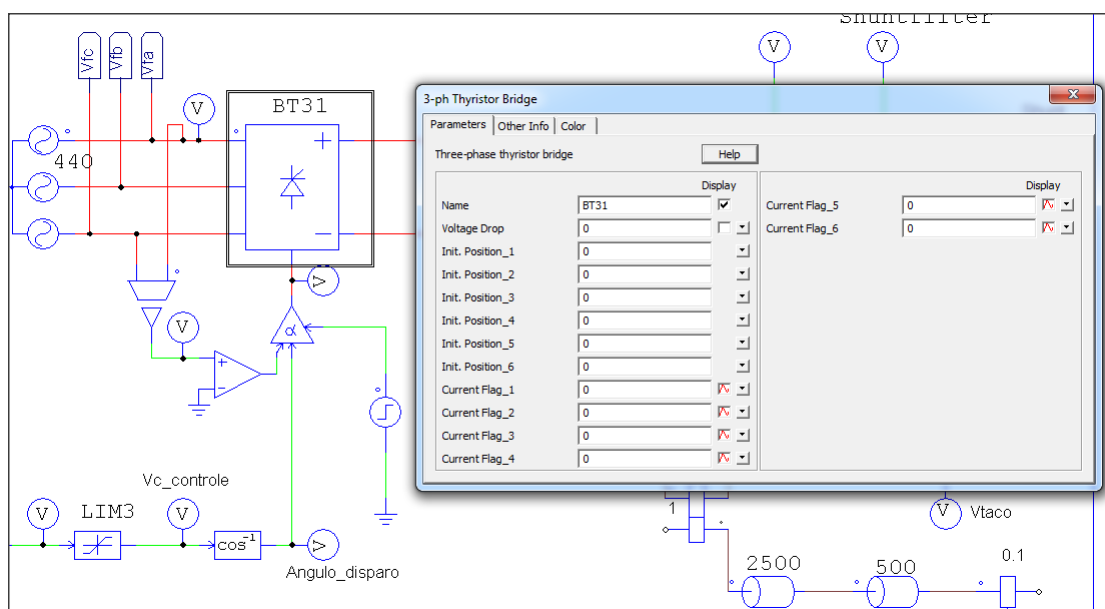 Shuntfilter
Vfc
Vfb
Vfa
V
V
V
BT31
+
−
440
3-ph Thyristor Bridge
Parameters
Other Info
Color
Three-phase thyristor bridge
Help
Display
Name
BT31
Voltage Drop
0
Init. Position_1
0
Init. Position_2
0
Init. Position_3
0
Init. Position_4
0
Init. Position_5
0
Init. Position_6
0
Current Flag_1
0
Current Flag_2
0
Current Flag_3
0
Current Flag_4
0
Display
Current Flag_5
0
Current Flag_6
0
V
V
α
+
−
Vc_controle
V
LIM3
V
cos-1
V
Angulo_disparo
1
V
Vtaco
2500
500
0.1